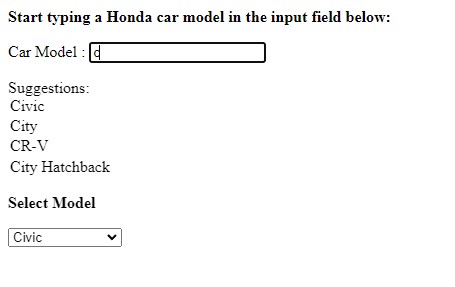 Start typing a Honda car model in the input field below:
Car Model : c
Suggestions:
Civic
City
CR-V
City Hatchback
Select Model
Civic